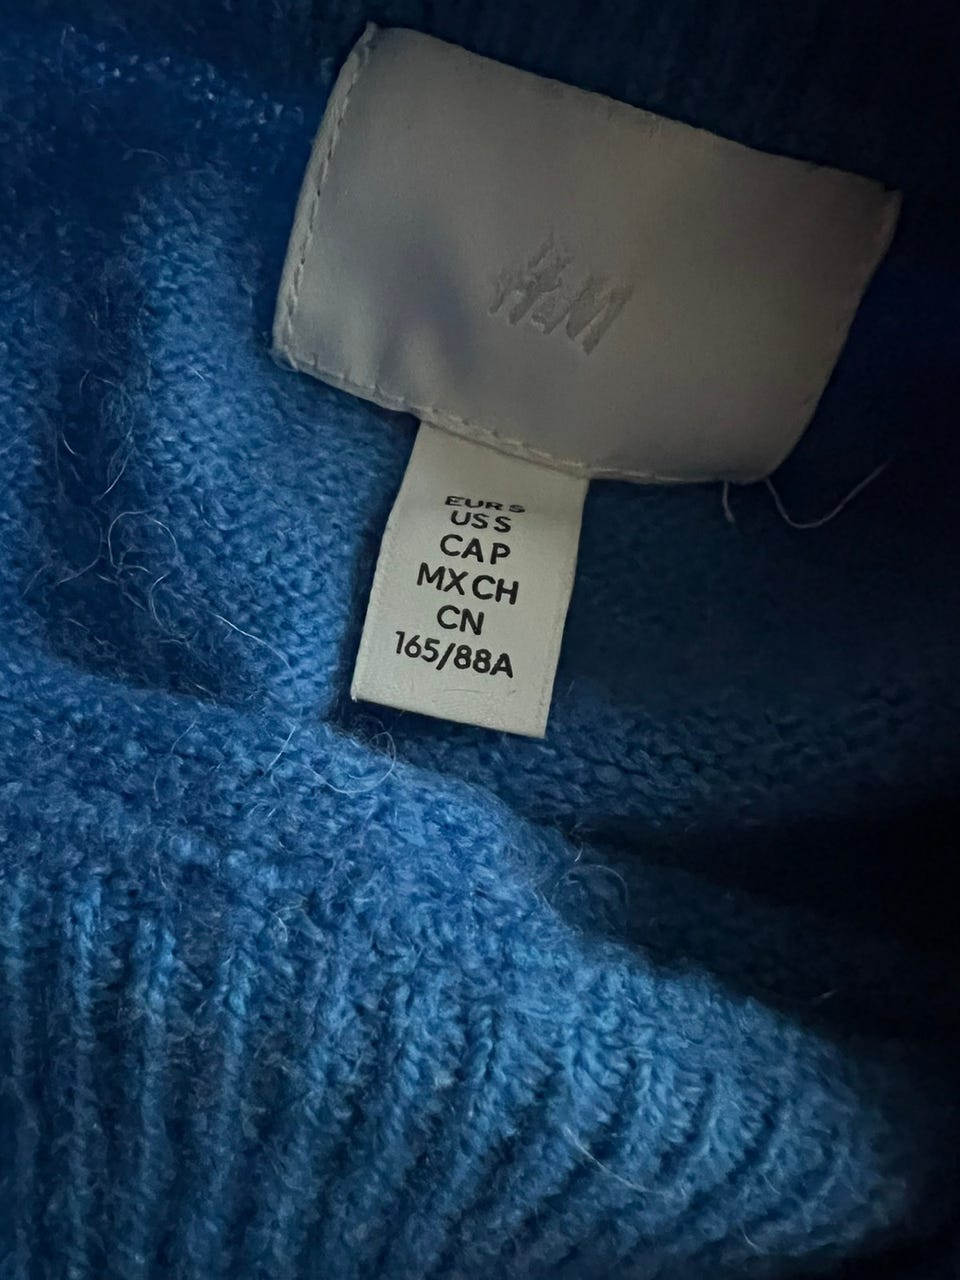 H&M
EUR S
US S
CA P
MX CH
CN
165/88A